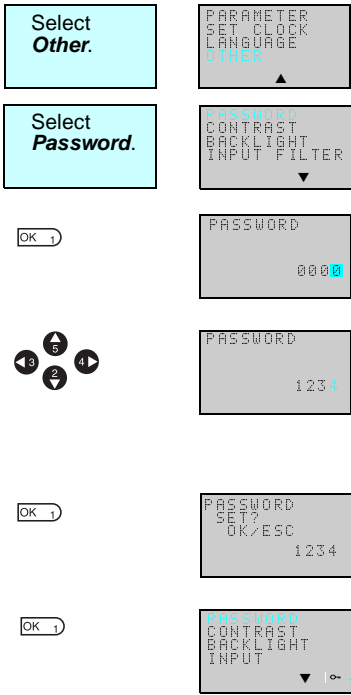 Select
Other.
PARAMETER
SET CLOCK
LANGUAGE
OTHER
Select
Password.
PASSWORD
CONTRAST
BACKLIGHT
INPUT FILTER
OK 1
PASSWORD
0000
5
3
4
2
PASSWORD
1234
OK 1
PASSWORD
SET?
OK/ESC
1234
OK 1
PASSWORD
CONTRAST
BACKLIGHT
INPUT